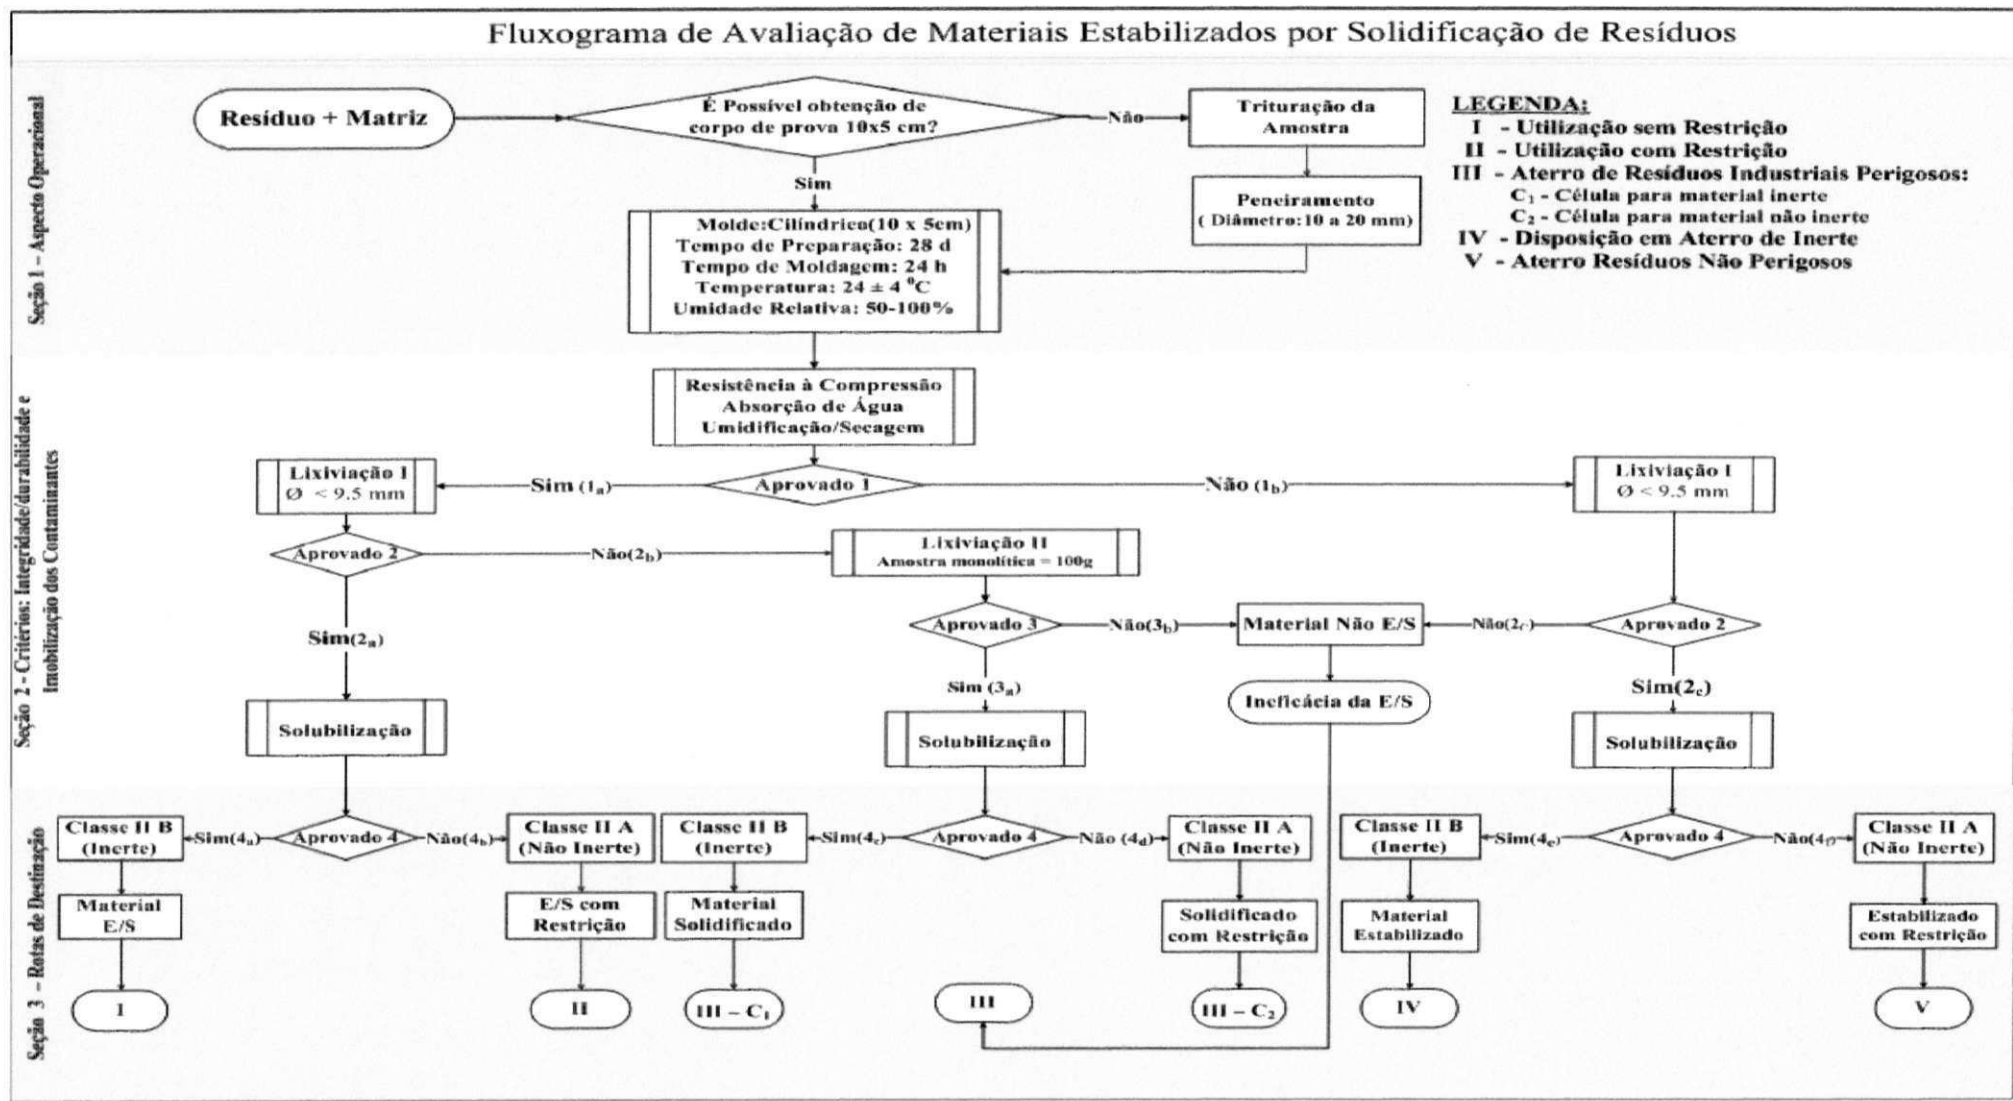 Fluxograma de Avaliação de Materiais Estabilizados por Solidificação de Resíduos
Seção 1 – Aspecto Operacional
Resíduo + Matriz
É Possível obtenção de
corpo de prova 10x5 cm?
Não
Trituração da
Amostra
Sim
Peneiramento
( Diâmetro:10 a 20 mm)
Molde:Cilíndrico(10 x 5cm)
Tempo de Preparação: 28 d
Tempo de Moldagem: 24 h
Temperatura: 24 ± 4 ⁰C
Umidade Relativa: 50-100%
LEGENDA:
I - Utilização sem Restrição
II - Utilização com Restrição
III - Aterro de Resíduos Industriais Perigosos:
C₁ - Célula para material inerte
C₂ - Célula para material não inerte
IV - Disposição em Aterro de Inerte
V - Aterro Resíduos Não Perigosos
Seção 2 - Critérios: Integridade/durabilidade e
Imobilização dos Contaminantes
Resistência à Compressão
Absorção de Água
Umidificação/Secagem
Lixiviação I
Ø < 9.5 mm
Sim (1ₐ)
Aprovado 1
Não (1b)
Lixiviação I
Ø < 9.5 mm
Aprovado 2
Não(2b)
Lixiviação II
Amostra monolítica = 100g
Sim(2ₐ)
Aprovado 3
Não(3b)
Material Não E/S
Aprovado 2
Sim (3ₐ)
Ineficácia da E/S
Sim(2c)
Solubilização
Solubilização
Solubilização
Seção 3 – Rotas de Destinação
Classe II B
(Inerte)
Sim(4ₐ)
Aprovado 4
Não(4b)
Classe II A
(Não Inerte)
Classe II B
(Inerte)
Sim(4c)
Aprovado 4
Não (4d)
Classe II A
(Não Inerte)
Classe II B
(Inerte)
Sim(4e)
Aprovado 4
Não(4f)
Classe II A
(Não Inerte)
Material
E/S
E/S com
Restrição
Material
Solidificado
Solidificado
com Restrição
Material
Estabilizado
Estabilizado
com Restrição
I
II
III – C₁
III
III – C₂
IV
V